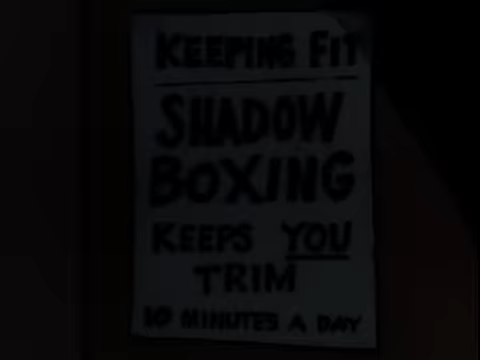 KEEPING FIT
SHADOW
BOXING
KEEPS YOU
TRIM
10 MINUTES A DAY